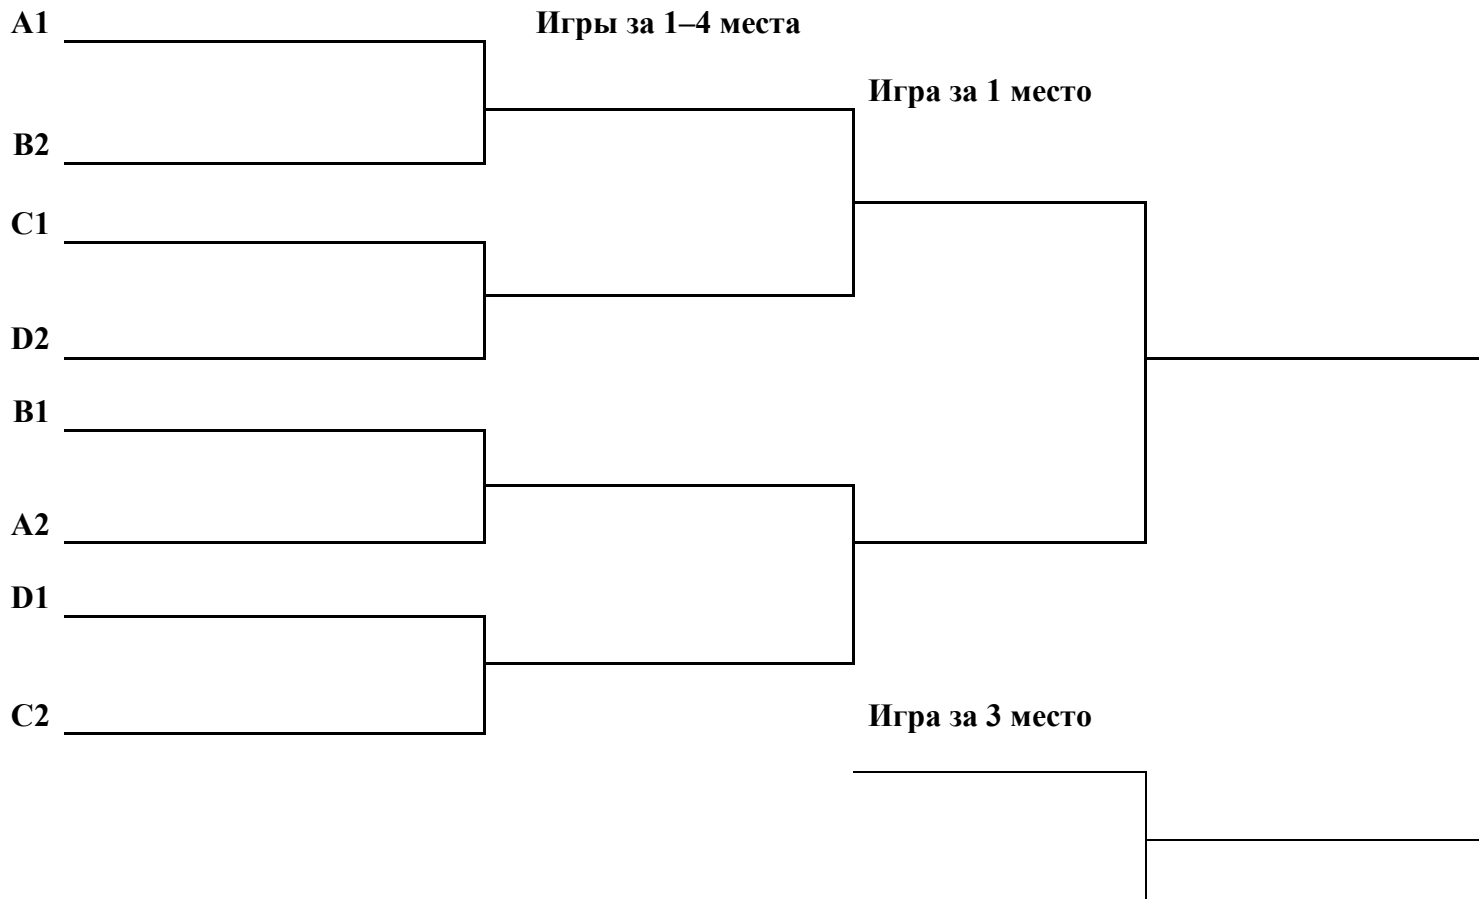 A1
Игры за 1–4 места
Игра за 1 место
B2
C1
D2
B1
A2
D1
C2
Игра за 3 место